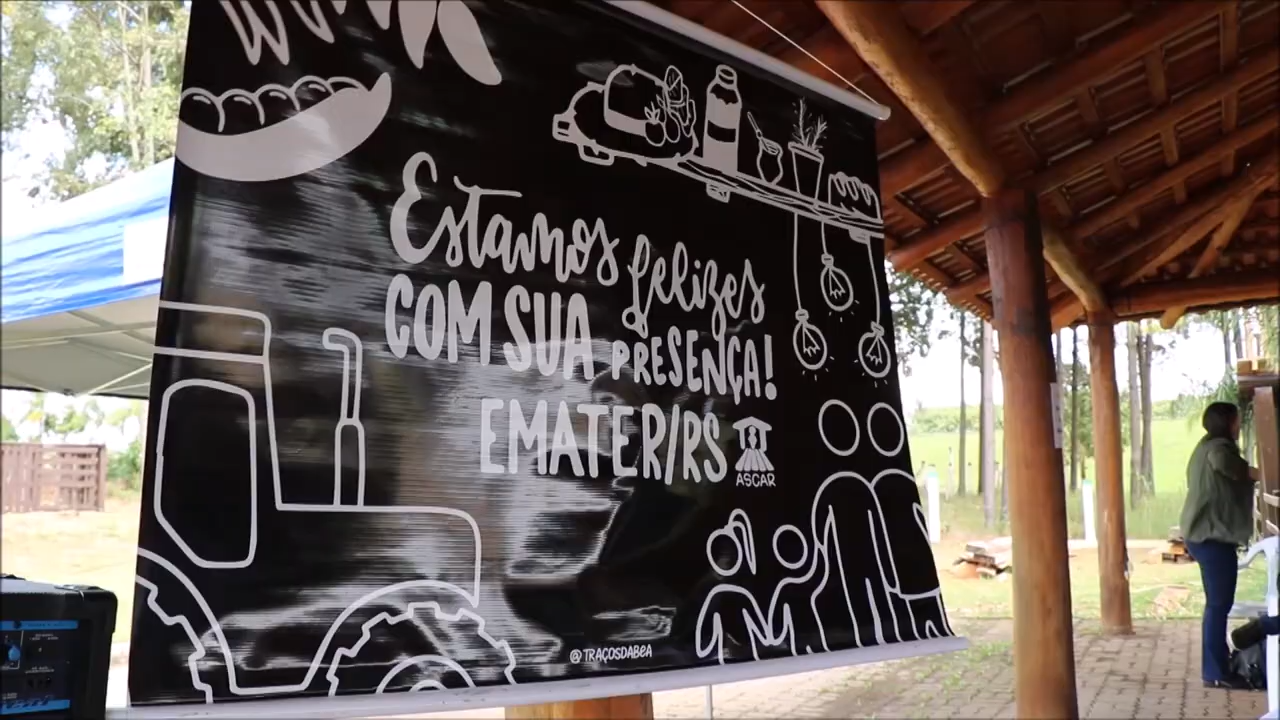 Estamos felizes
COM SUA PRESENÇA!
EMATER/RS
ASCAR
@TRAÇOSDABEA